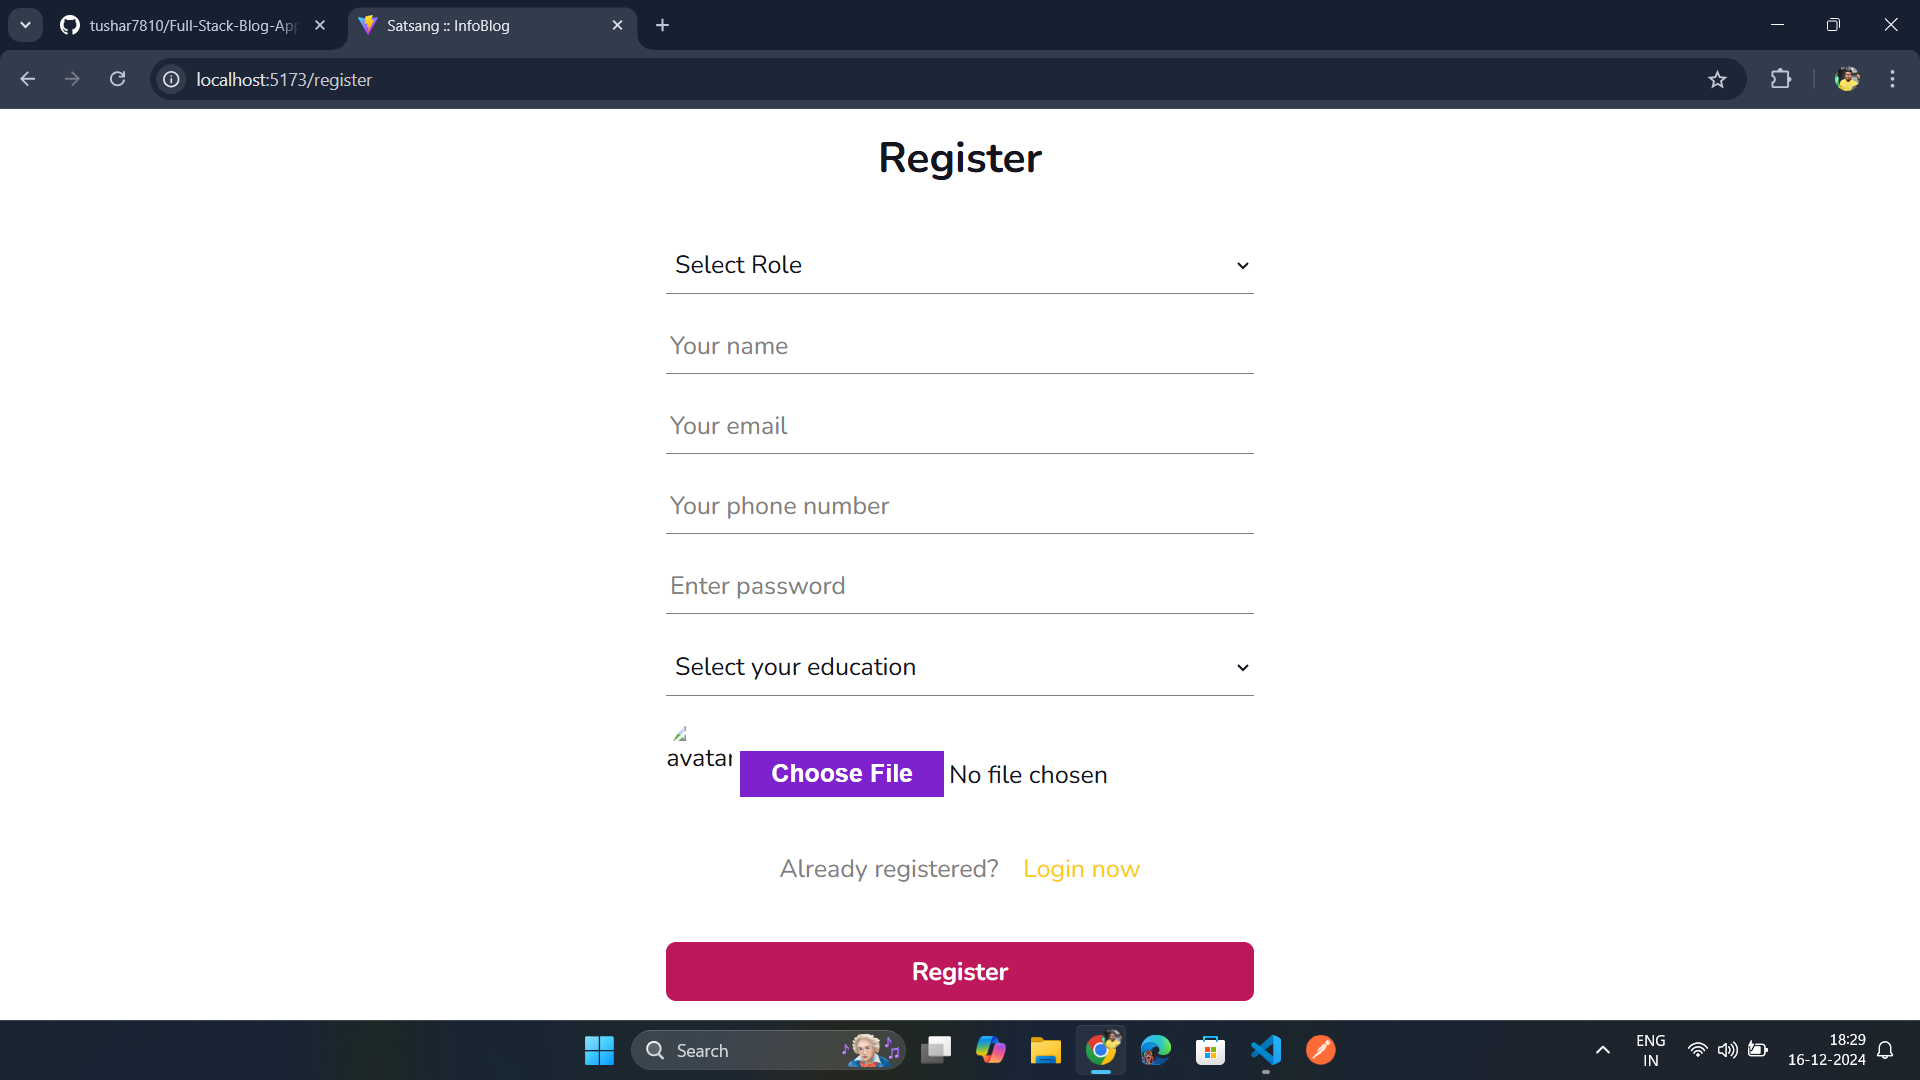 tushar7810/Full-Stack-Blog-App
Satsang :: InfoBlog
localhost:5173/register
Register
Select Role
Your name
Your email
Your phone number
Enter password
Select your education
avatar
Choose File No file chosen
Already registered? Login now
Register
Search
ENG
IN
18:29
16-12-2024